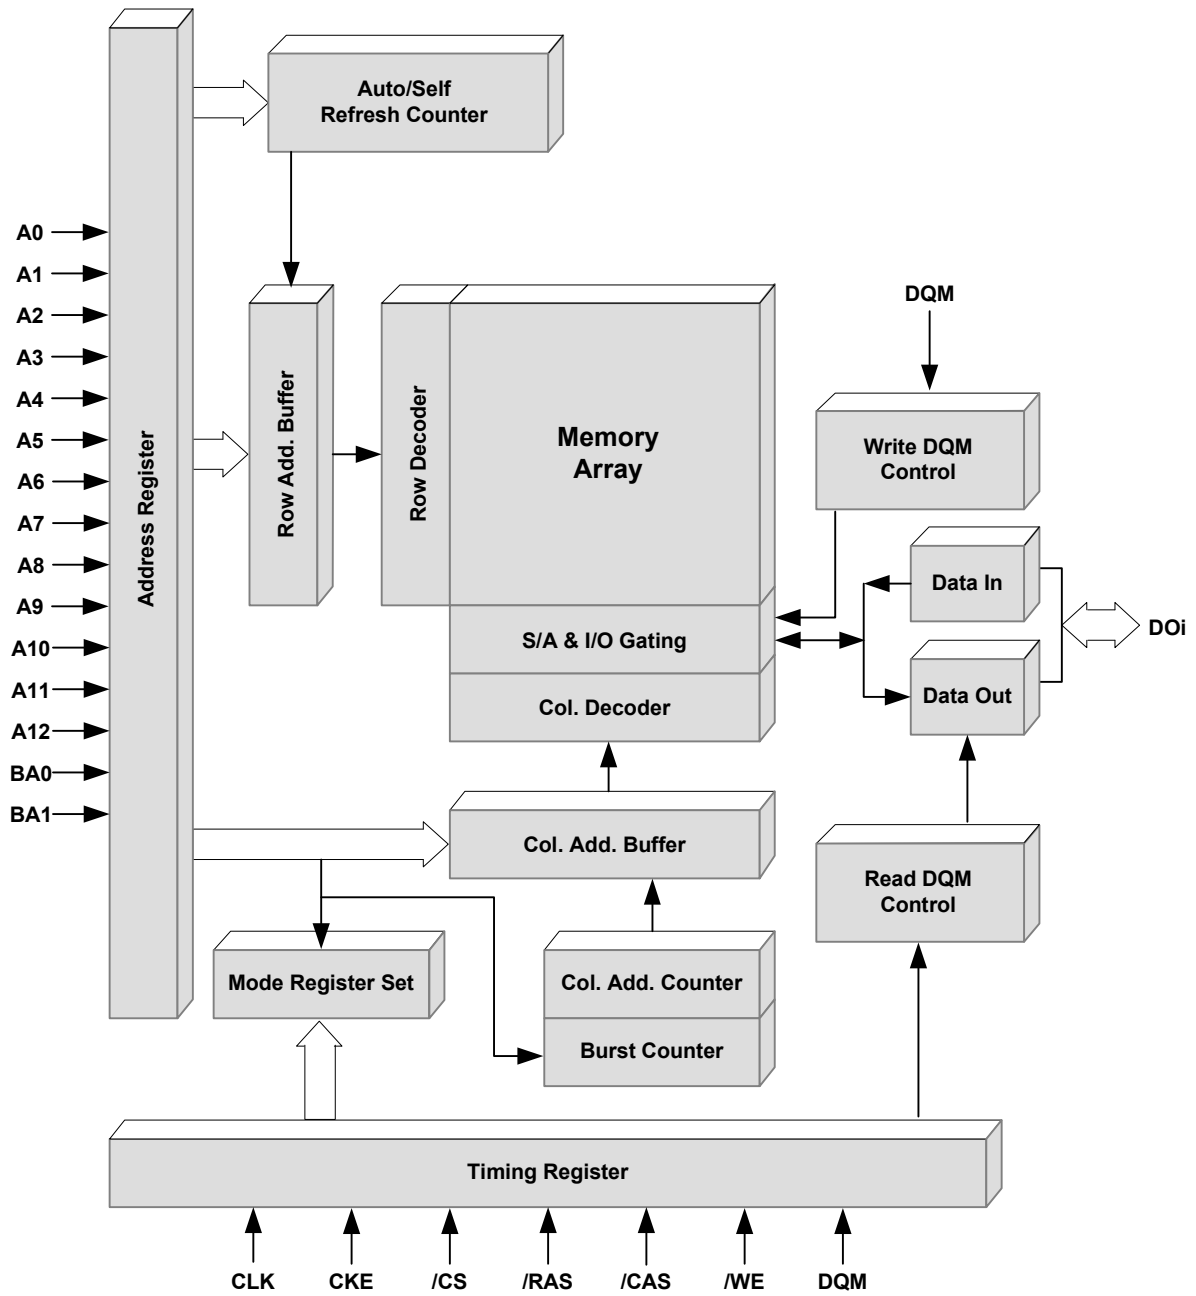 Auto/Self
Refresh Counter
A0
A1
A2
A3
A4
A5
A6
A7
A8
A9
A10
A11
A12
BA0
BA1
Address Register
Row Add. Buffer
Row Decoder
Memory
Array
DQM
Write DQM
Control
Data In
DOi
S/A & I/O Gating
Data Out
Col. Decoder
Col. Add. Buffer
Read DQM
Control
Mode Register Set
Col. Add. Counter
Burst Counter
Timing Register
CLK
CKE
/CS
/RAS
/CAS
/WE
DQM